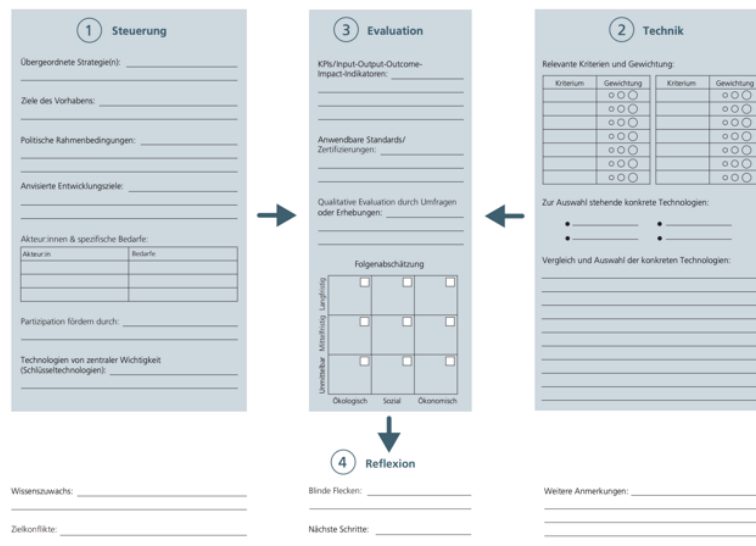 1 Steuerung
Übergeordnete Strategie(n):
Ziele des Vorhabens:
Politische Rahmenbedingungen:
Anvisierte Entwicklungsziele:
Akteur:innen & spezifische Bedarfe:
Akteur:in Bedarfe
Partizipation fördern durch:
Technologien von zentraler Wichtigkeit
(Schlüsseltechnologien):
3 Evaluation
KPIs/Input-Output-Outcome-
Impact-Indikatoren:
Anwendbare Standards/
Zertifizierungen:
Qualitative Evaluation durch Umfragen
oder Erhebungen:
Folgenabschätzung
Langfristig
Mittelfristig
Unmittelbar
Ökologisch Sozial Ökonomisch
2 Technik
Relevante Kriterien und Gewichtung:
Kriterium Gewichtung Kriterium Gewichtung
Zur Auswahl stehende konkrete Technologien:
Vergleich und Auswahl der konkreten Technologien:
4 Reflexion
Wissenszuwachs:
Zielkonflikte:
Blinde Flecken:
Nächste Schritte:
Weitere Anmerkungen: